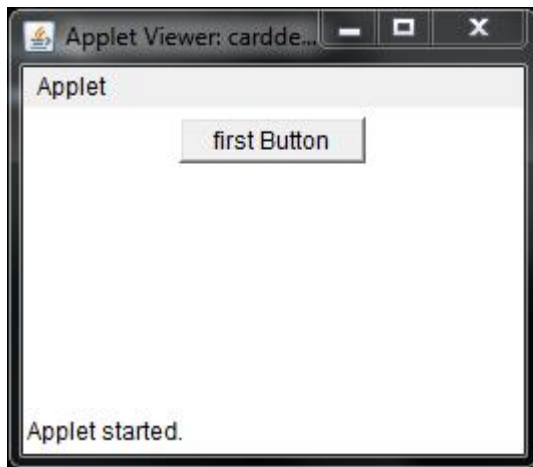 Applet Viewer: cardde...
Applet
first Button
Applet started.